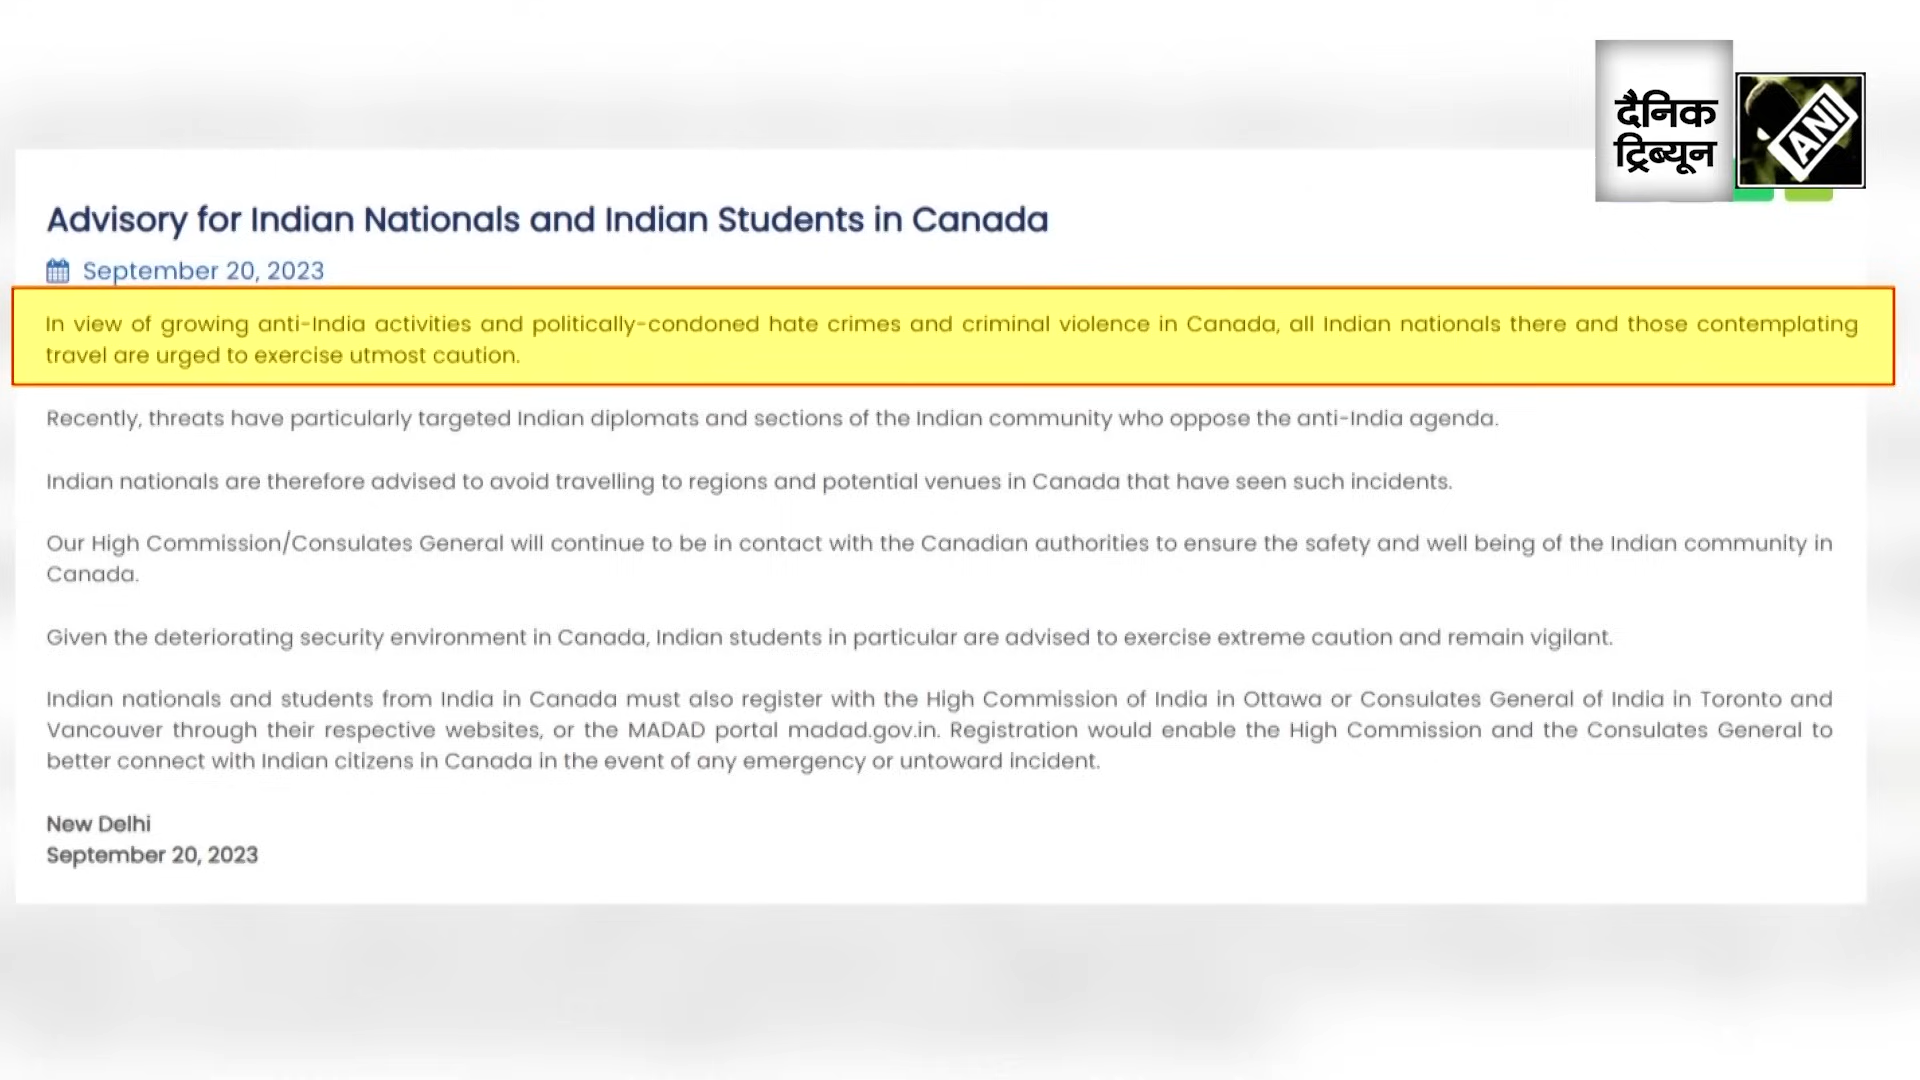 दैनिक
ट्रिब्यून
ANI
Advisory for Indian Nationals and Indian Students in Canada
September 20, 2023
In view of growing anti-India activities and politically-condoned hate crimes and criminal violence in Canada, all Indian nationals there and those contemplating
travel are urged to exercise utmost caution.
Recently, threats have particularly targeted Indian diplomats and sections of the Indian community who oppose the anti-India agenda.
Indian nationals are therefore advised to avoid travelling to regions and potential venues in Canada that have seen such incidents.
Our High Commission/Consulates General will continue to be in contact with the Canadian authorities to ensure the safety and well being of the Indian community in
Canada.
Given the deteriorating security environment in Canada, Indian students in particular are advised to exercise extreme caution and remain vigilant.
Indian nationals and students from India in Canada must also register with the High Commission of India in Ottawa or Consulates General of India in Toronto and
Vancouver through their respective websites, or the MADAD portal madad.gov.in. Registration would enable the High Commission and the Consulates General to
better connect with Indian citizens in Canada in the event of any emergency or untoward incident.
New Delhi
September 20, 2023